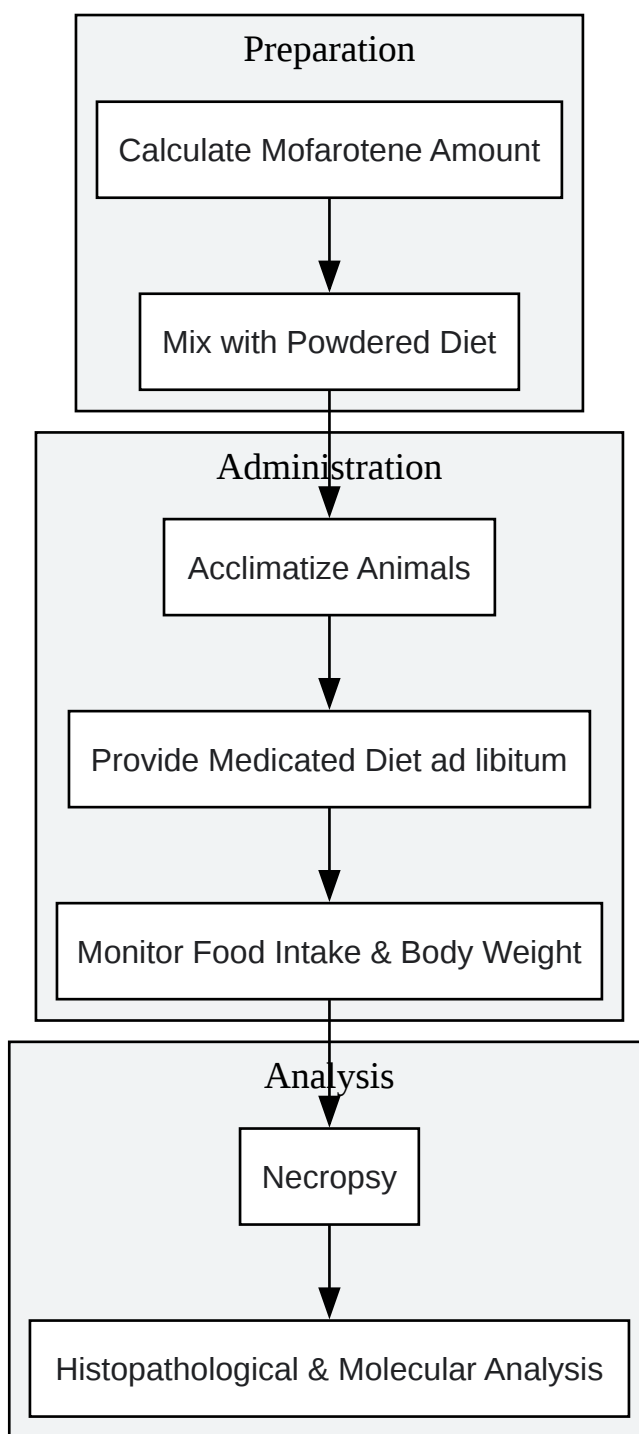 Preparation
Calculate Mofarotene Amount
Mix with Powdered Diet
Administration
Acclimatize Animals
Provide Medicated Diet ad libitum
Monitor Food Intake & Body Weight
Analysis
Necropsy
Histopathological & Molecular Analysis